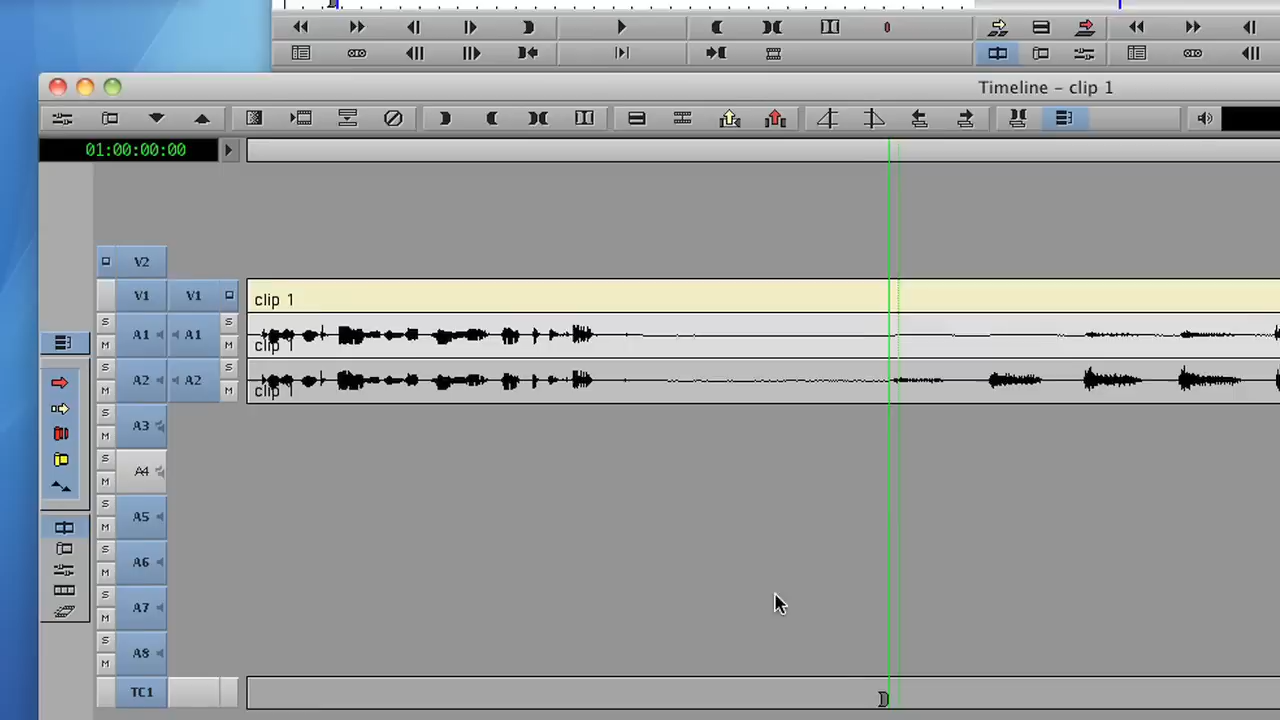 Timeline - clip 1
01:00:00:00
V2
V1 V1
clip 1
S A1 A1 S
M M
clip 1
S A2 A2 S
M M
clip 1
S A3
M
S A4
M
S A5
M
S A6
M
S A7
M
S A8
M
TC1